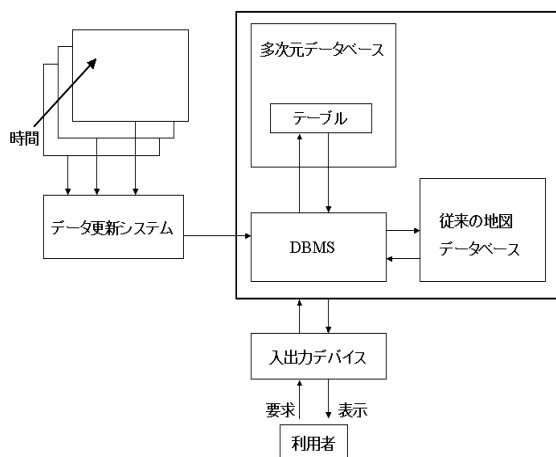 多次元データベース
テーブル
時間
データ更新システム
DBMS
従来の地図
データベース
入出力デバイス
要求
表示
利用者